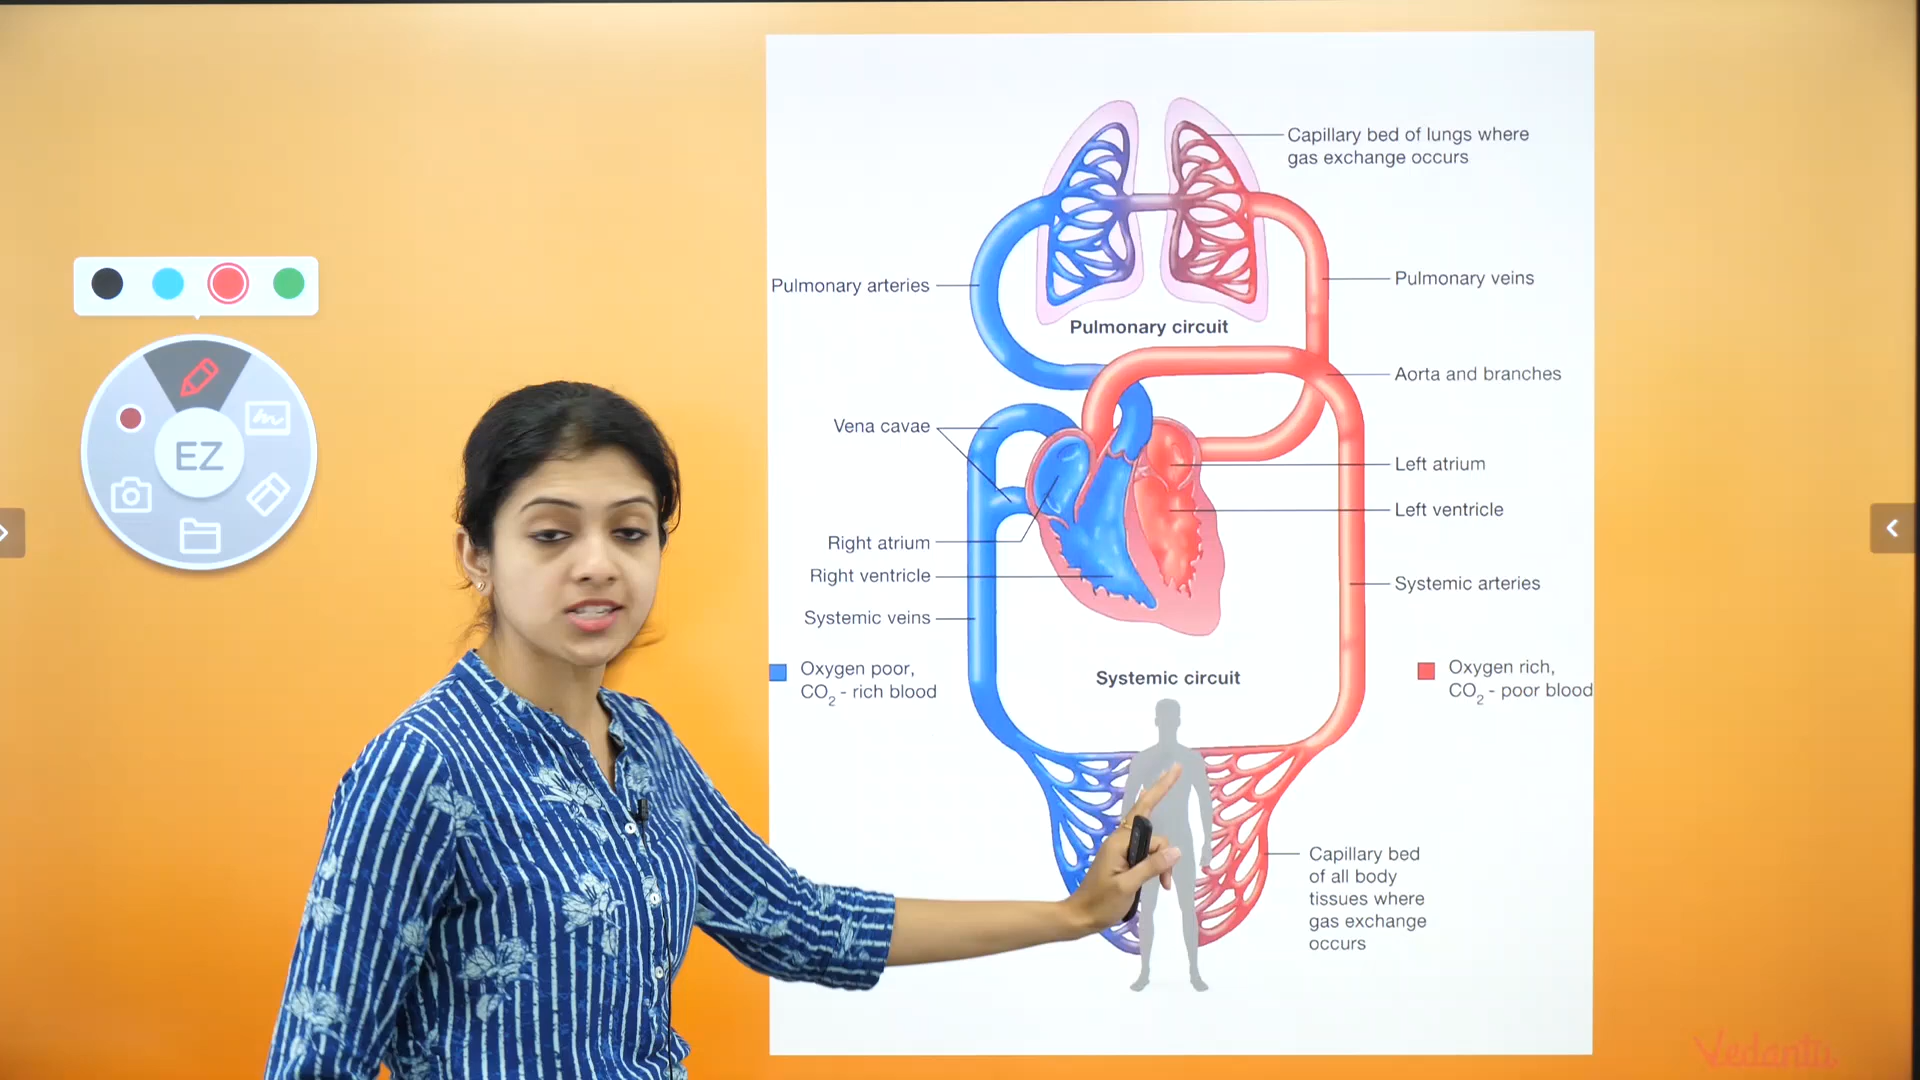 Capillary bed of lungs where
gas exchange occurs
Pulmonary arteries
Pulmonary veins
Pulmonary circuit
Aorta and branches
Vena cavae
Left atrium
Left ventricle
Right atrium
Right ventricle
Systemic arteries
Systemic veins
Oxygen poor,
CO2 - rich blood
Systemic circuit
Oxygen rich,
CO2 - poor blood
Capillary bed
of all body
tissues where
gas exchange
occurs
EZ
Vedantu